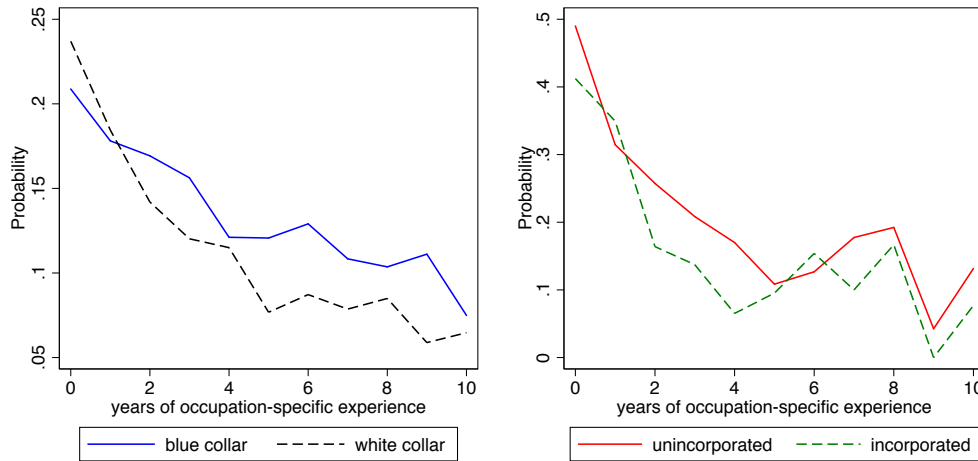 .25
.2
.15
.1
.05
Probability
0 2 4 6 8 10
years of occupation-specific experience
blue collar white collar
.5
.4
.3
.2
.1
0
Probability
0 2 4 6 8 10
years of occupation-specific experience
unincorporated incorporated